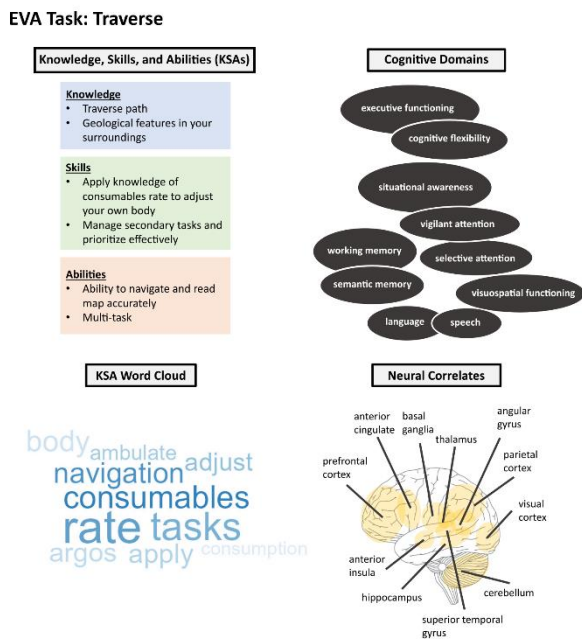 EVA Task: Traverse
Knowledge, Skills, and Abilities (KSAs)
Knowledge
• Traverse path
• Geological features in your
surroundings
Skills
• Apply knowledge of
consumables rate to adjust
your own body
• Manage secondary tasks and
prioritize effectively
Abilities
• Ability to navigate and read
map accurately
• Multi-task
Cognitive Domains
executive functioning
cognitive flexibility
situational awareness
vigilant attention
working memory
selective attention
semantic memory
visuospatial functioning
language
speech
KSA Word Cloud
body
ambulate
navigation
adjust
consumables
rate
tasks
argos
apply
consumption
Neural Correlates
anterior
cingulate
basal
ganglia
thalamus
angular
gyrus
prefrontal
cortex
parietal
cortex
visual
cortex
anterior
insula
hippocampus
cerebellum
superior temporal
gyrus